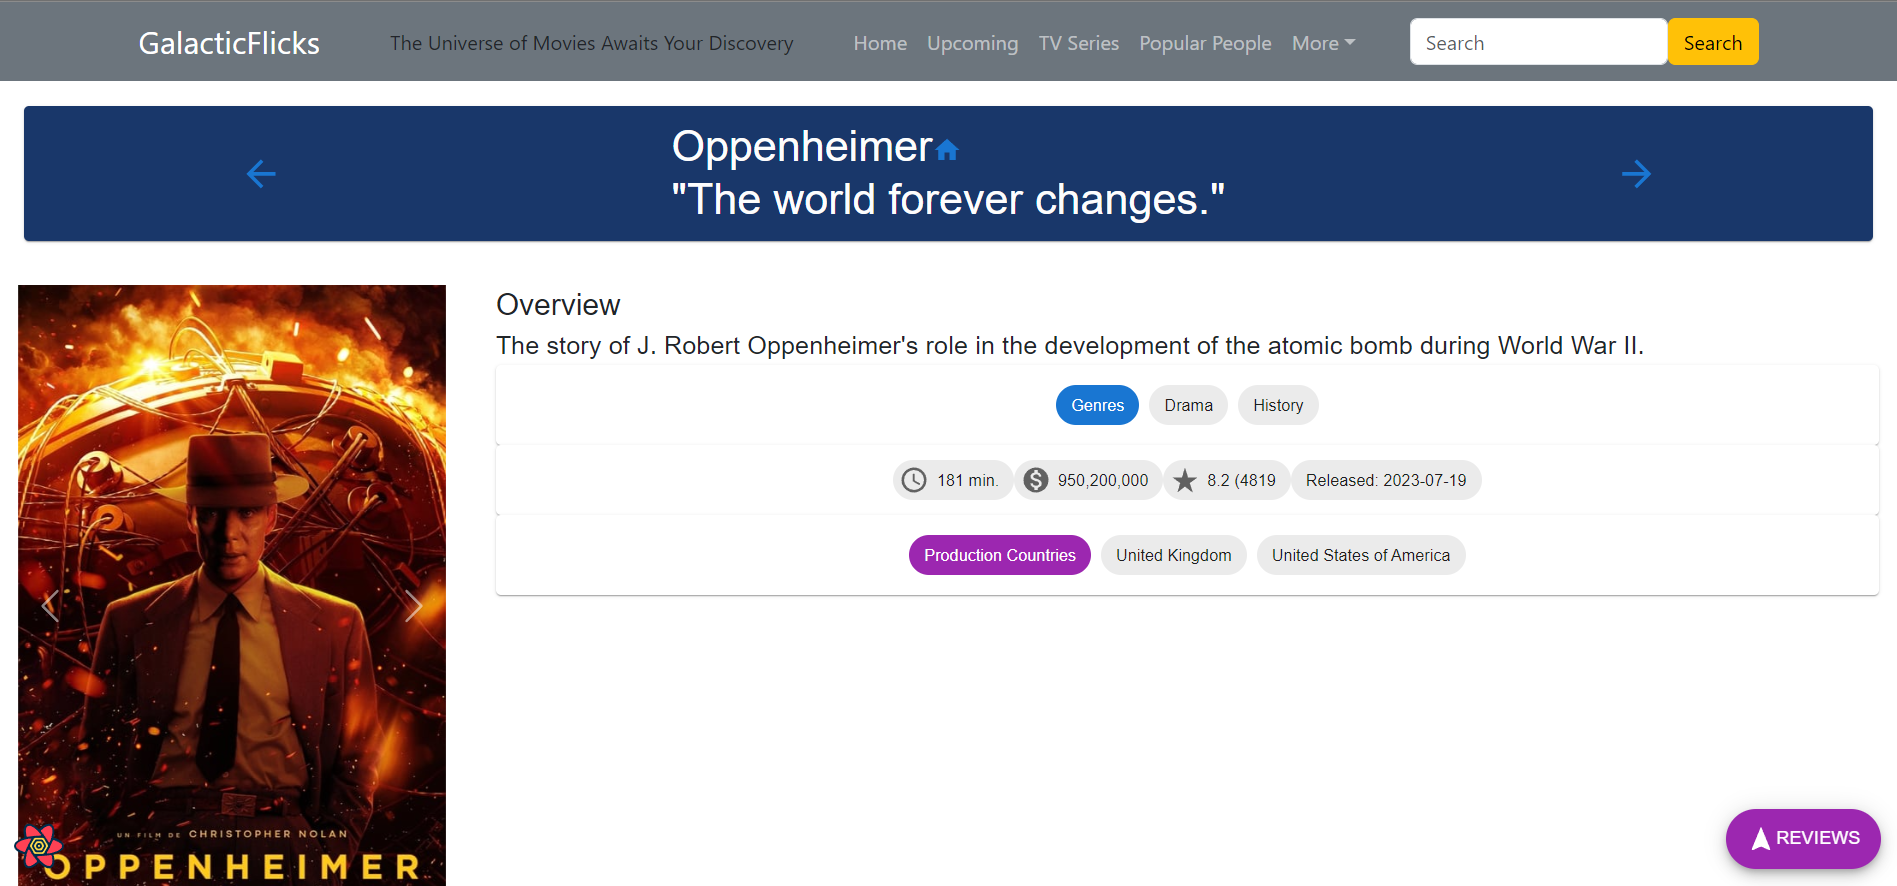 GalacticFlicks
The Universe of Movies Awaits Your Discovery
Home
Upcoming
TV Series
Popular People
More
Search
Search
Oppenheimer
"The world forever changes."
Overview
The story of J. Robert Oppenheimer's role in the development of the atomic bomb during World War II.
Genres
Drama
History
181 min.
950,200,000
8.2 (4819
Released: 2023-07-19
Production Countries
United Kingdom
United States of America
UN FILM DE CHRISTOPHER NOLAN
OPPENHEIMER
REVIEWS